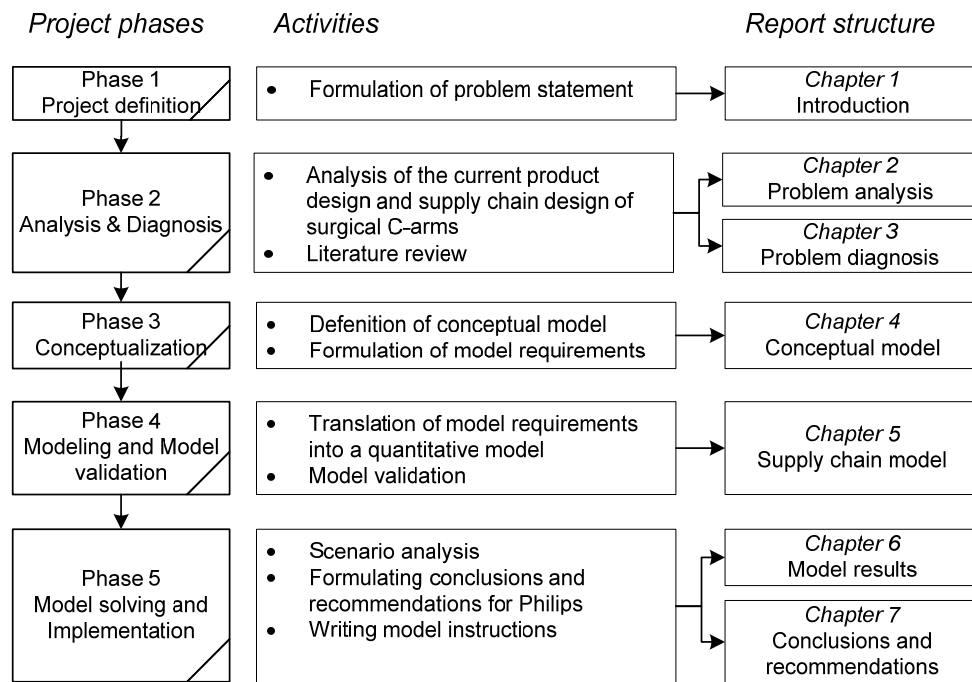 Project phases
Activities
Report structure
Phase 1
Project definition
• Formulation of problem statement
Chapter 1
Introduction
Phase 2
Analysis & Diagnosis
• Analysis of the current product
design and supply chain design of
surgical C-arms
• Literature review
Chapter 2
Problem analysis
Chapter 3
Problem diagnosis
Phase 3
Conceptualization
• Defenition of conceptual model
• Formulation of model requirements
Chapter 4
Conceptual model
Phase 4
Modeling and Model
validation
• Translation of model requirements
into a quantitative model
• Model validation
Chapter 5
Supply chain model
Phase 5
Model solving and
Implementation
• Scenario analysis
• Formulating conclusions and
recommendations for Philips
• Writing model instructions
Chapter 6
Model results
Chapter 7
Conclusions and
recommendations